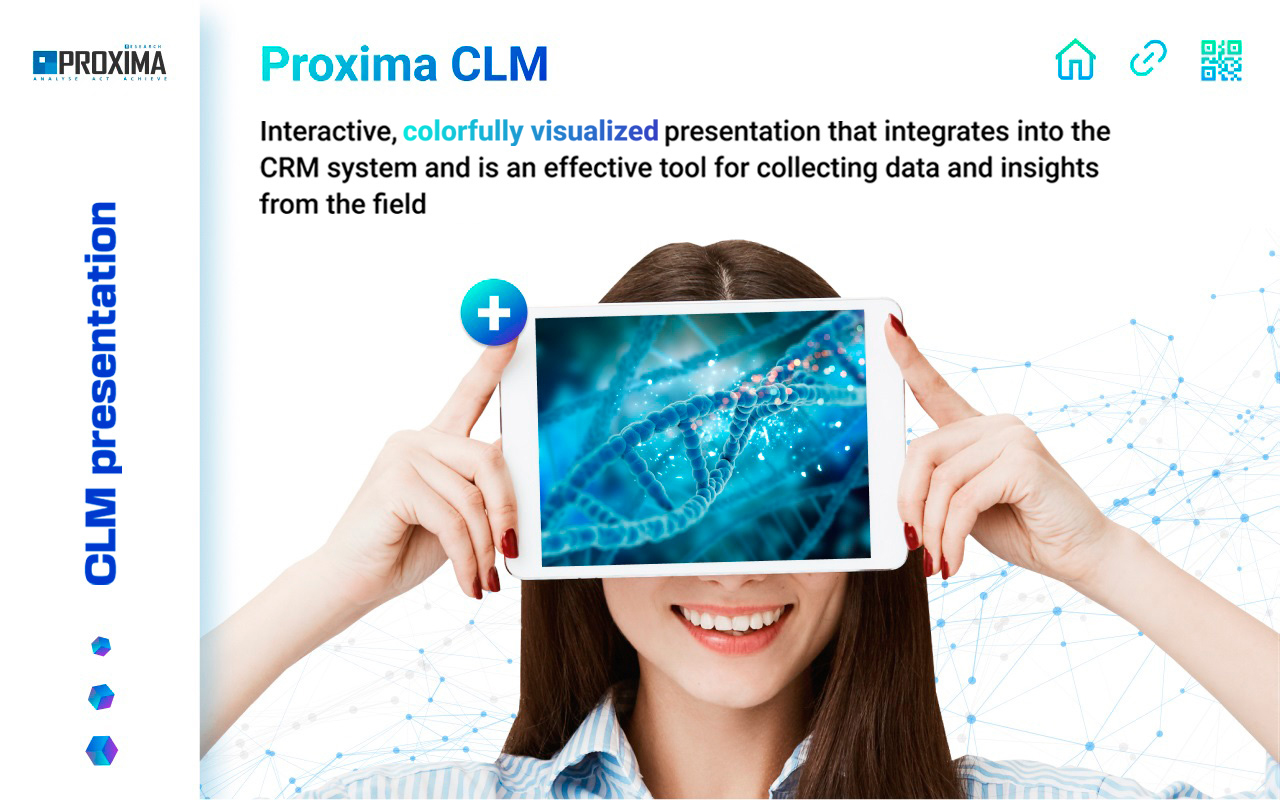 RESEARCH
PROXIMA
ANALYSE ACT ACHIEVE
CLM presentation
Proxima CLM
Interactive, colorfully visualized presentation that integrates into the
CRM system and is an effective tool for collecting data and insights
from the field